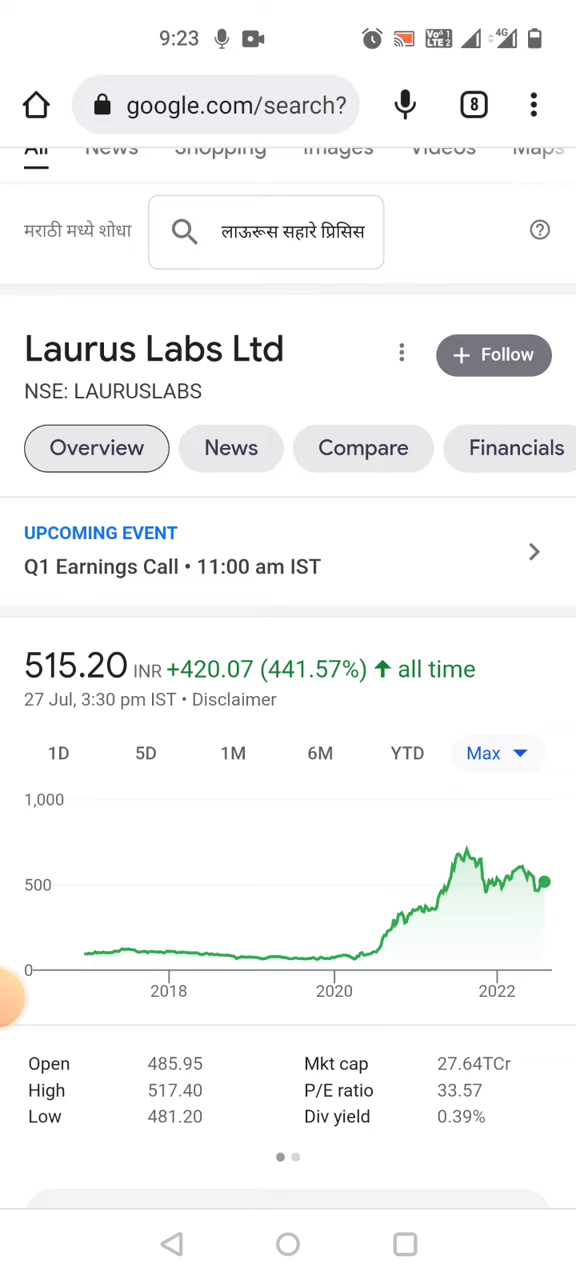 9:23 Vo1) LTE 2 4G
google.com/search? 8
All News Shopping Images Videos Maps
मराठी मध्ये शोधा लाऊरूस सहारे प्रिसिस
Laurus Labs Ltd + Follow
NSE: LAURUSLABS
Overview News Compare Financials
UPCOMING EVENT
Q1 Earnings Call • 11:00 am IST
515.20 INR +420.07 (441.57%) ↑ all time
27 Jul, 3:30 pm IST • Disclaimer
1D 5D 1M 6M YTD Max
1,000
500
0
2018 2020 2022
Open 485.95 Mkt cap 27.64TCr
High 517.40 P/E ratio 33.57
Low 481.20 Div yield 0.39%